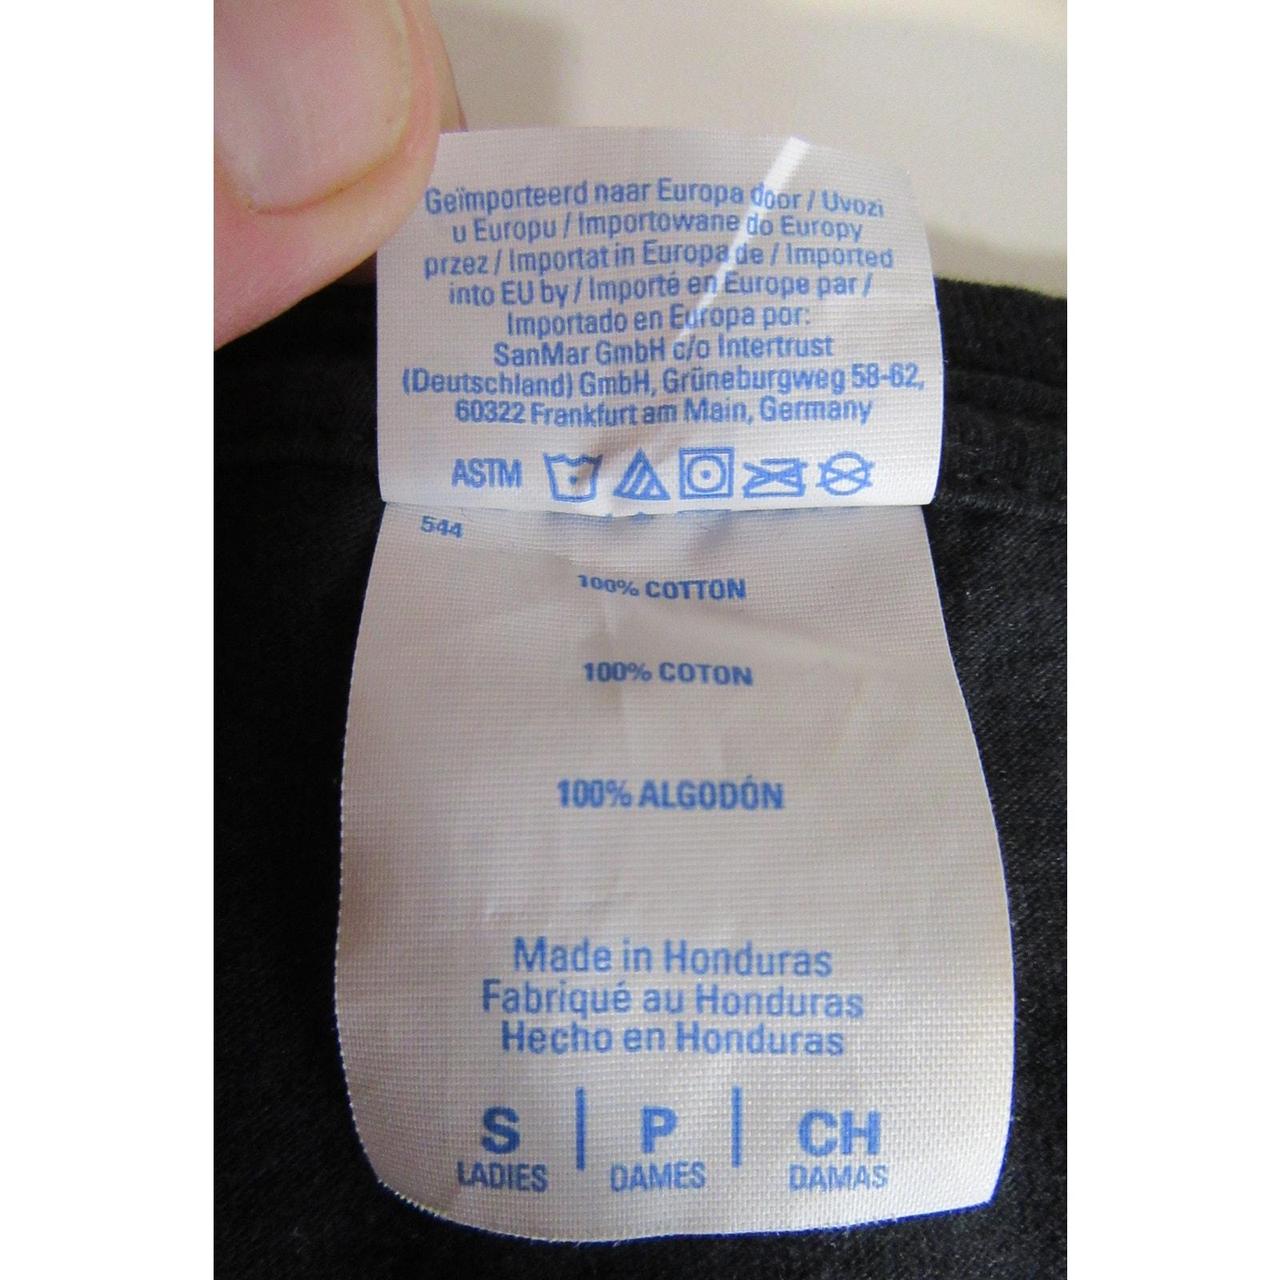 Geïmporteerd naar Europa door / Uvozi
u Europu / Importowane do Europy
przez / Importat in Europa de / Imported
into EU by / Importé en Europe par /
Importado en Europa por:
SanMar GmbH c/o Intertrust
(Deutschland) GmbH, Grüneburgweg 58-62,
60322 Frankfurt am Main, Germany
ASTM
544
100% COTTON
100% COTON
100% ALGODÓN
Made in Honduras
Fabriqué au Honduras
Hecho en Honduras
S | P | CH
LADIES DAMES DAMAS